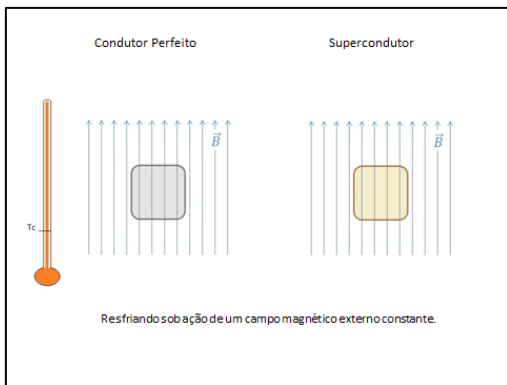 Condutor Perfeito
Supercondutor
B
B
Tc
Resfriando sob ação de um campo magnético externo constante.